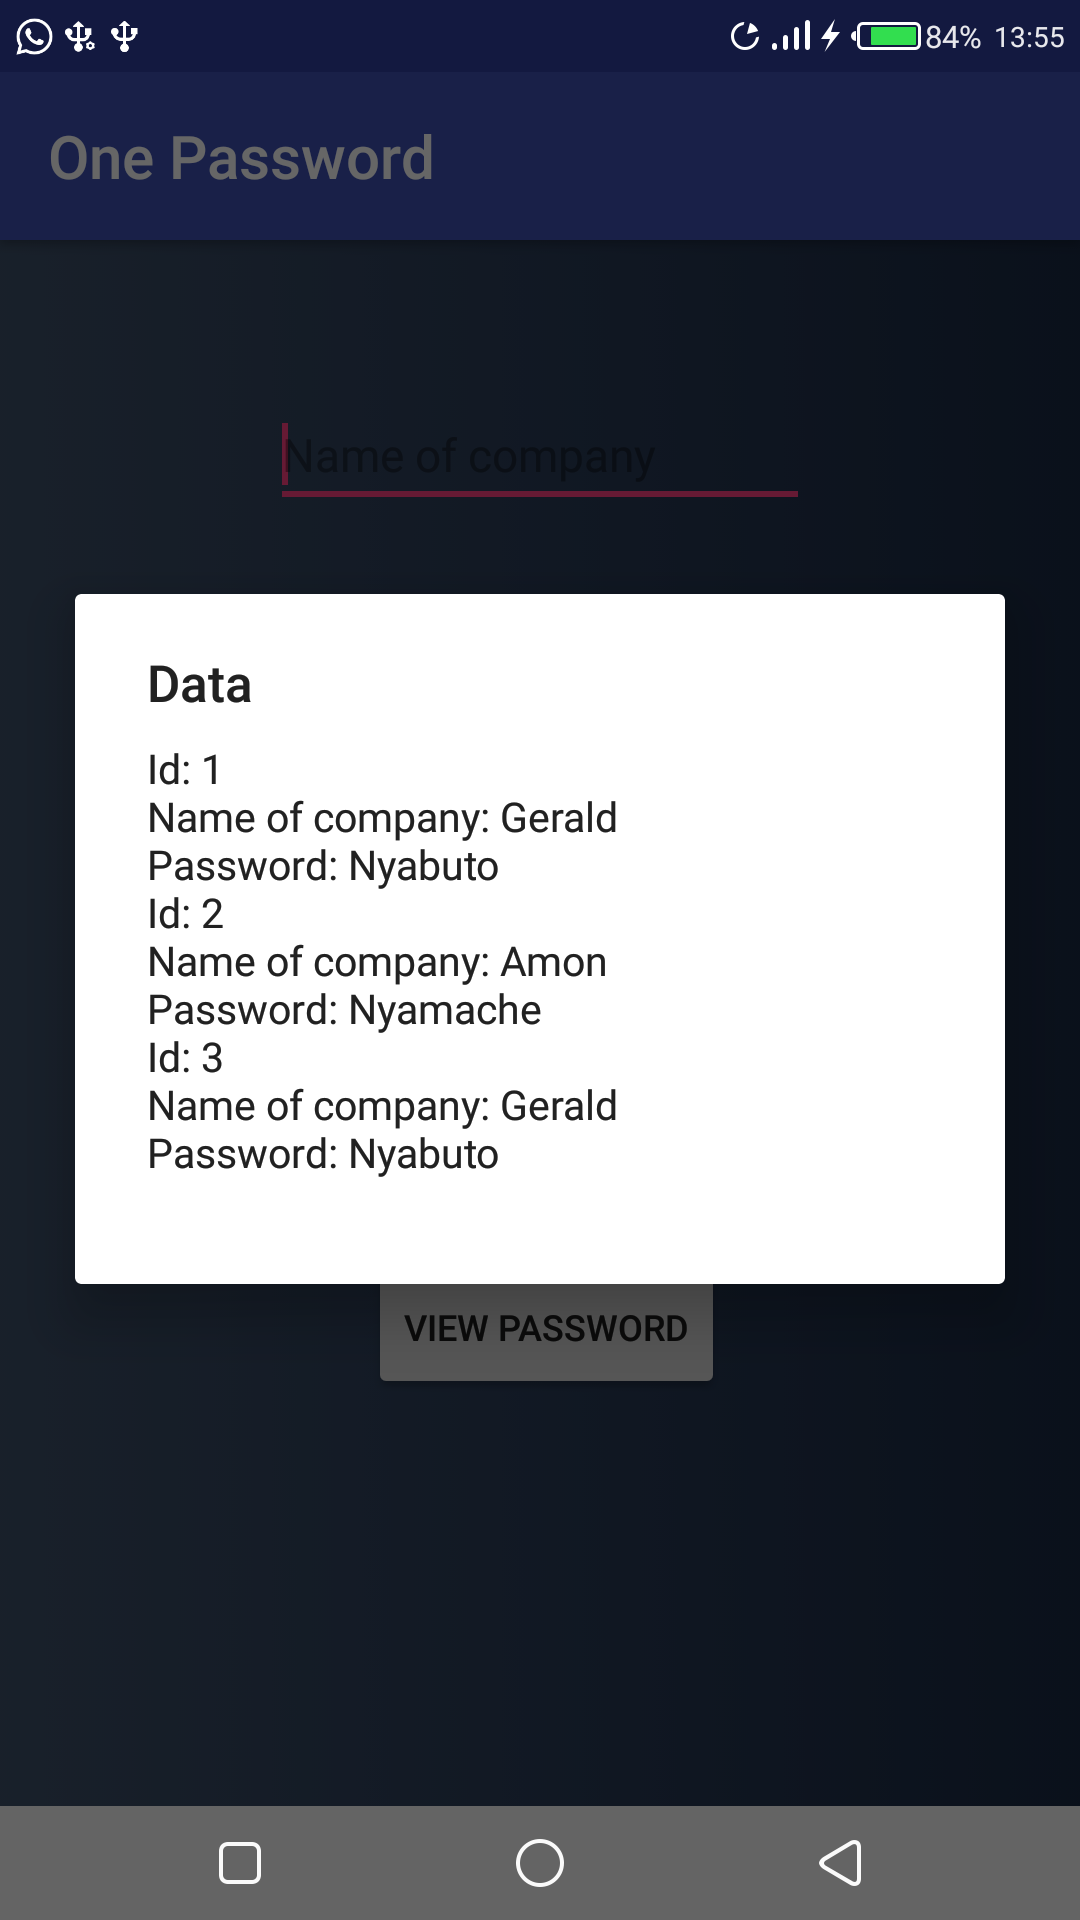 84% 13:55
One Password
Name of company
Data
Id: 1
Name of company: Gerald
Password: Nyabuto
Id: 2
Name of company: Amon
Password: Nyamache
Id: 3
Name of company: Gerald
Password: Nyabuto
VIEW PASSWORD